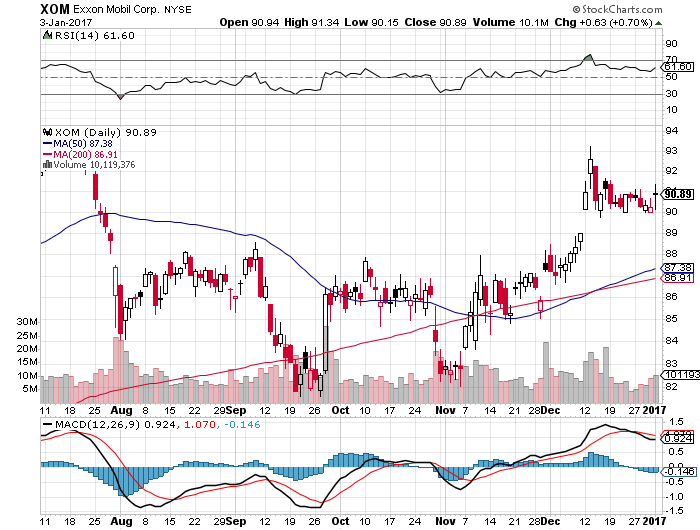 XOM Exxon Mobil Corp. NYSE © StockCharts.com
3-Jan-2017 Open 90.94 High 91.34 Low 90.15 Close 90.89 Volume 10.1M Chg +0.63 (+0.70%)
RSI(14) 61.60
90
70
61.60
50
30
10
XOM (Daily) 90.89
MA(50) 87.38
MA(200) 86.91
Volume 10,119,376
94
93
92
91
90.89
90
89
88
87.38
86.91
86
85
84
83
82
30M
25M
20M
15M
10M
5M
101193
11 18 25 Aug 8 15 22 Sep 12 19 26 Oct 10 17 24 Nov 7 14 21 28 Dec 12 19 27 2017
MACD(12,26,9) 0.924, 1.070, -0.146
1.5
0.924
0.5
0.0
-0.146
-0.5
-1.0
-1.5
11 18 25 Aug 8 15 22 Sep 12 19 26 Oct 10 17 24 Nov 7 14 21 28 Dec 12 19 27 2017